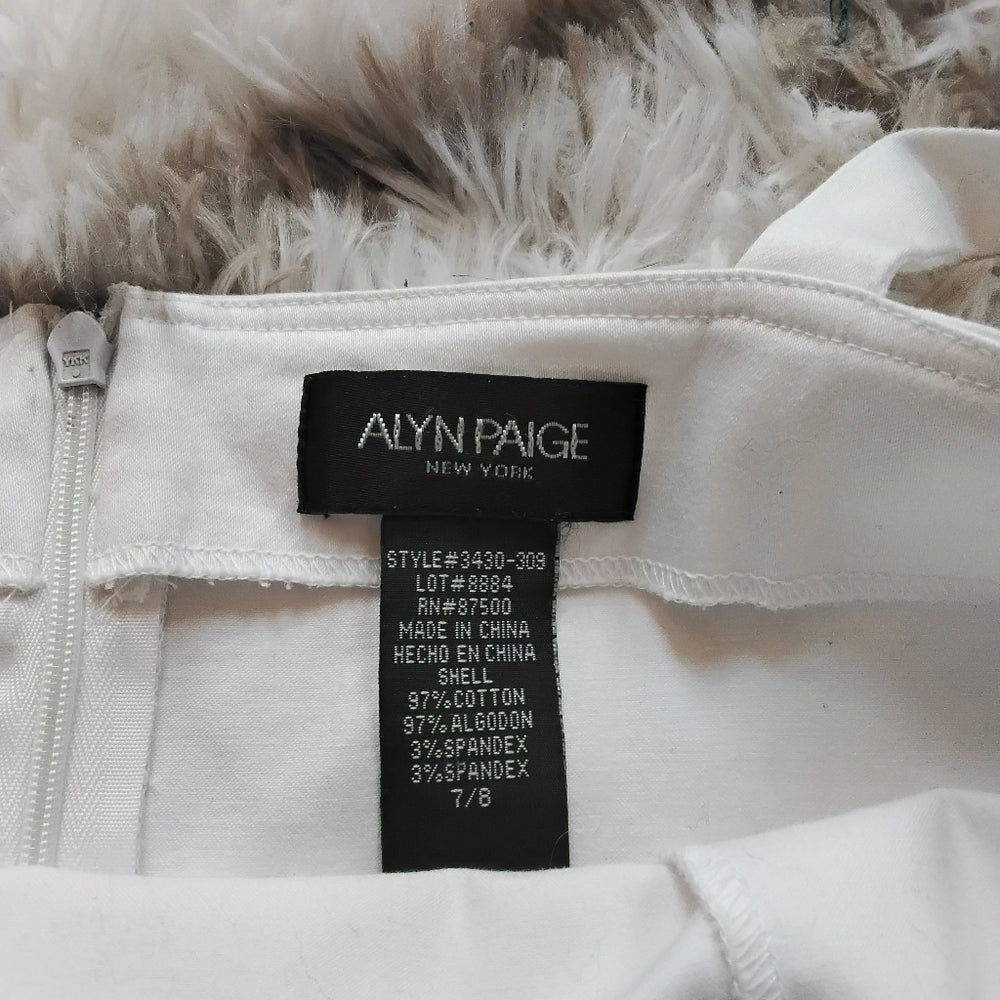 YKK
ALYN PAIGE
NEW YORK
STYLE#3430-309
LOT#8884
RN#87500
MADE IN CHINA
HECHO EN CHINA
SHELL
97%COTTON
97%ALGODON
3%SPANDEX
3%SPANDEX
7/8